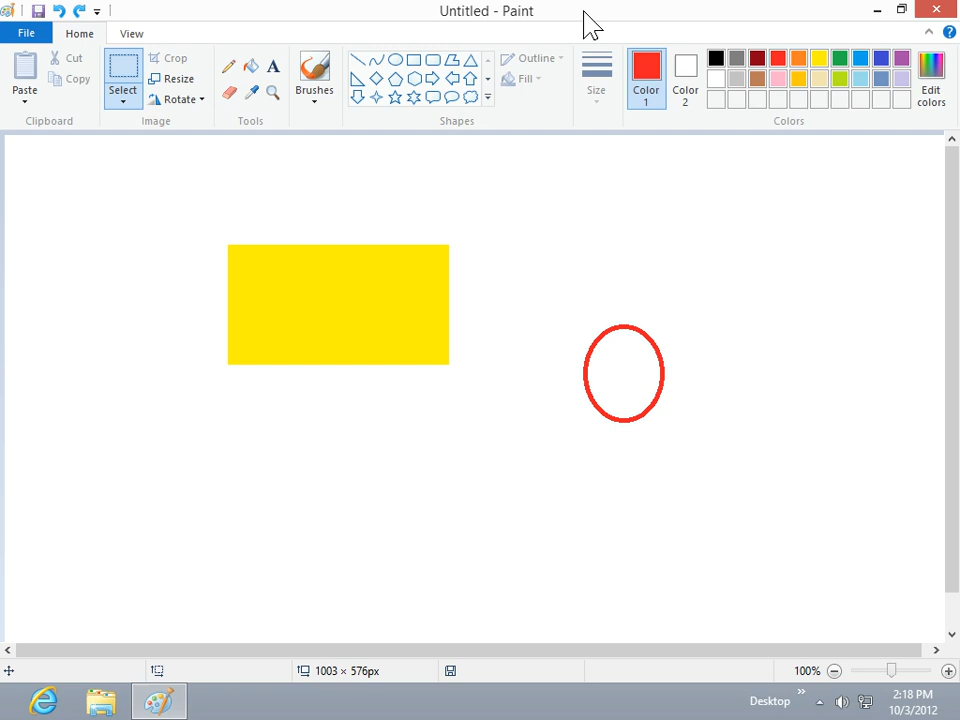 Untitled - Paint
File Home View
Paste
Cut
Copy
Clipboard
Select
Crop
Resize
Rotate
Image
A
Tools
Brushes
Shapes
Outline
Fill
Size
Color
1
Color
2
Edit
colors
Colors
1003 × 576px
100%
Desktop
2:18 PM
10/3/2012